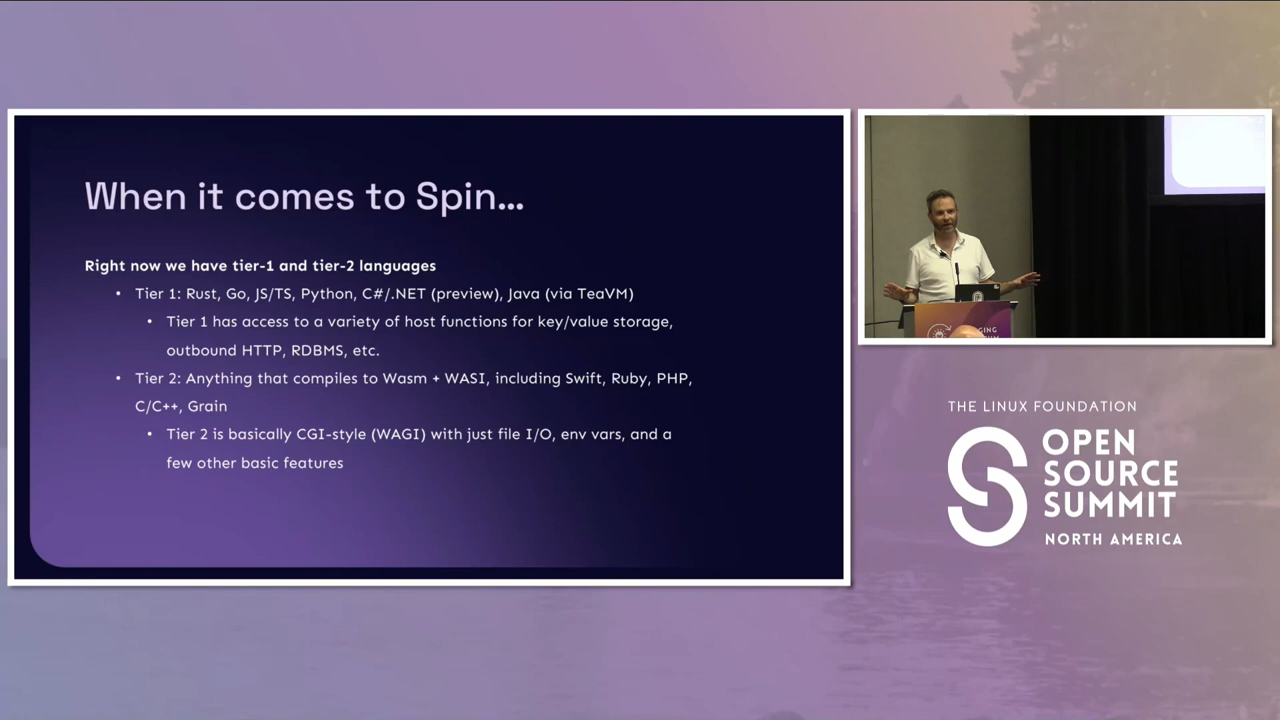 When it comes to Spin...
Right now we have tier-1 and tier-2 languages
• Tier 1: Rust, Go, JS/TS, Python, C#/.NET (preview), Java (via TeaVM)
• Tier 1 has access to a variety of host functions for key/value storage,
outbound HTTP, RDBMS, etc.
• Tier 2: Anything that compiles to Wasm + WASI, including Swift, Ruby, PHP,
C/C++, Grain
• Tier 2 is basically CGI-style (WAGI) with just file I/O, env vars, and a
few other basic features
THE LINUX FOUNDATION
OPEN
SOURCE
SUMMIT
NORTH AMERICA